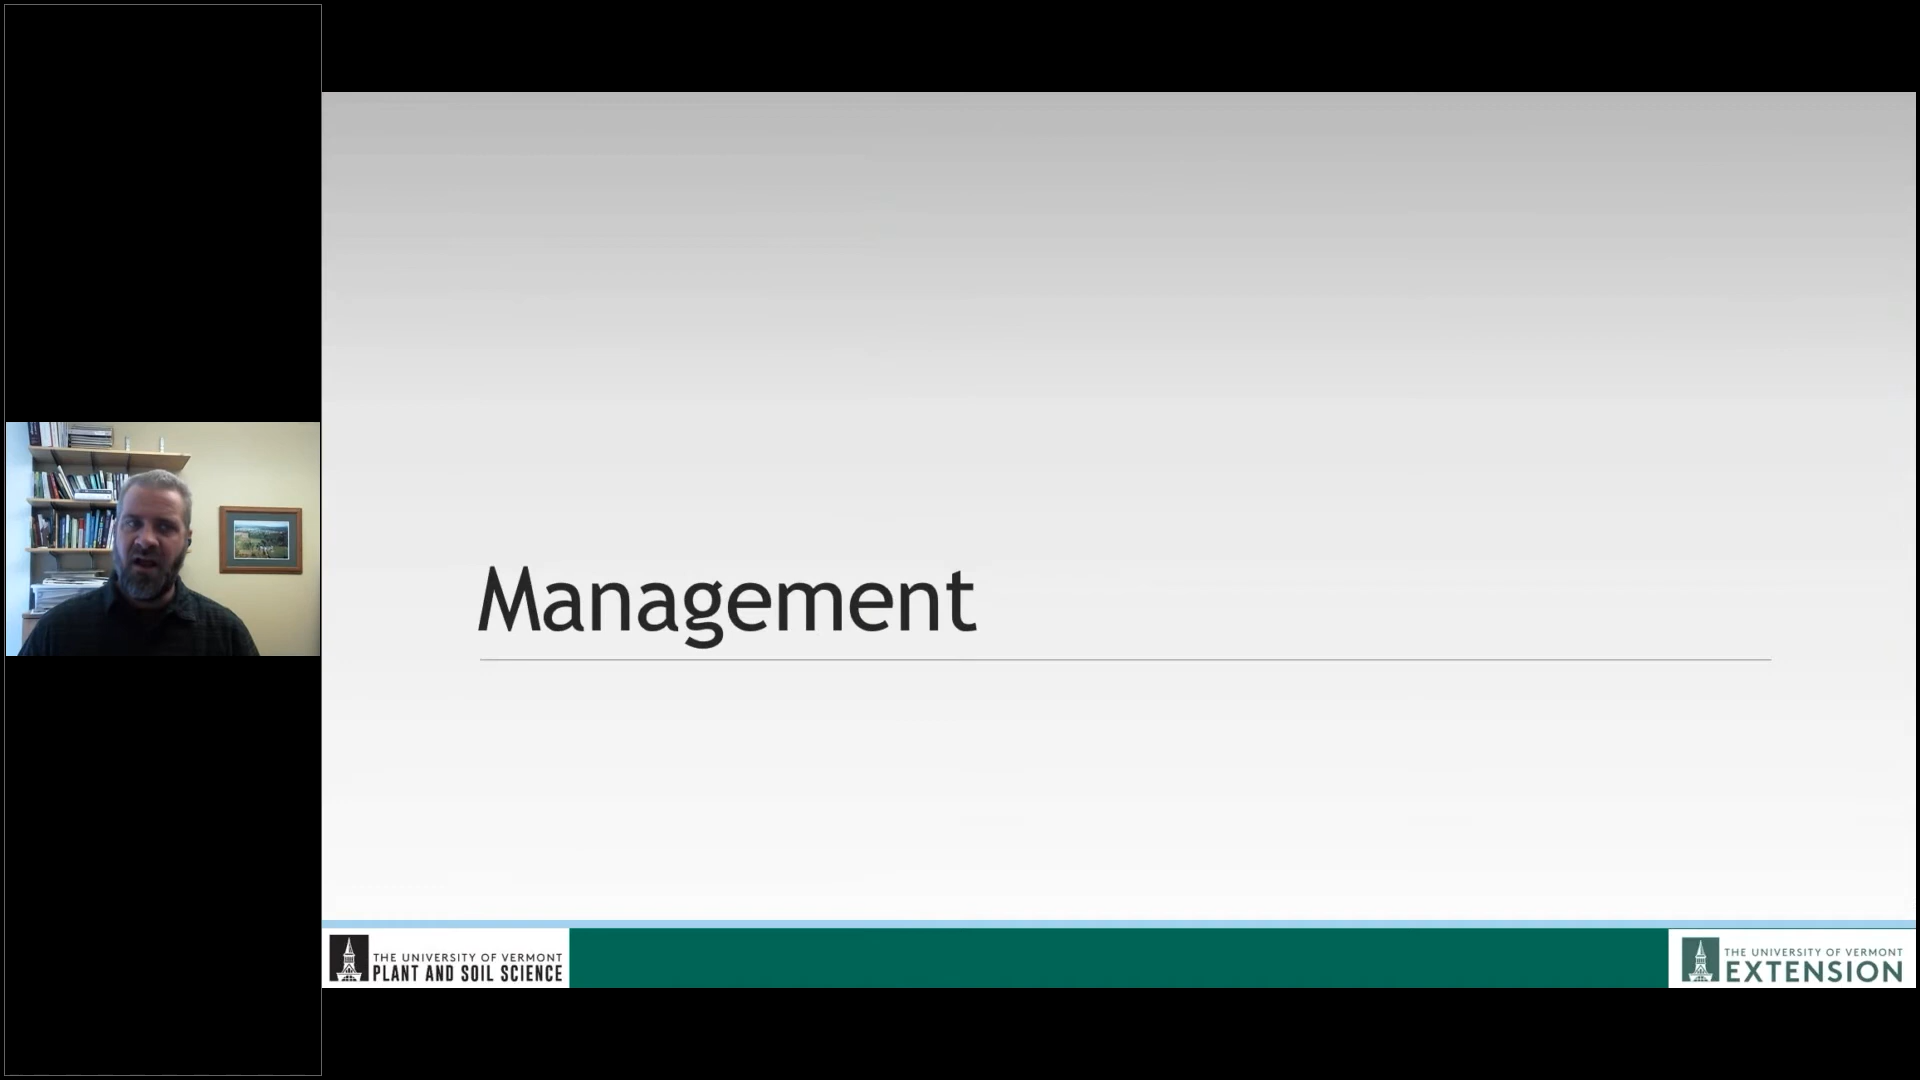 Management
THE UNIVERSITY OF VERMONT
PLANT AND SOIL SCIENCE
THE UNIVERSITY OF VERMONT
EXTENSION